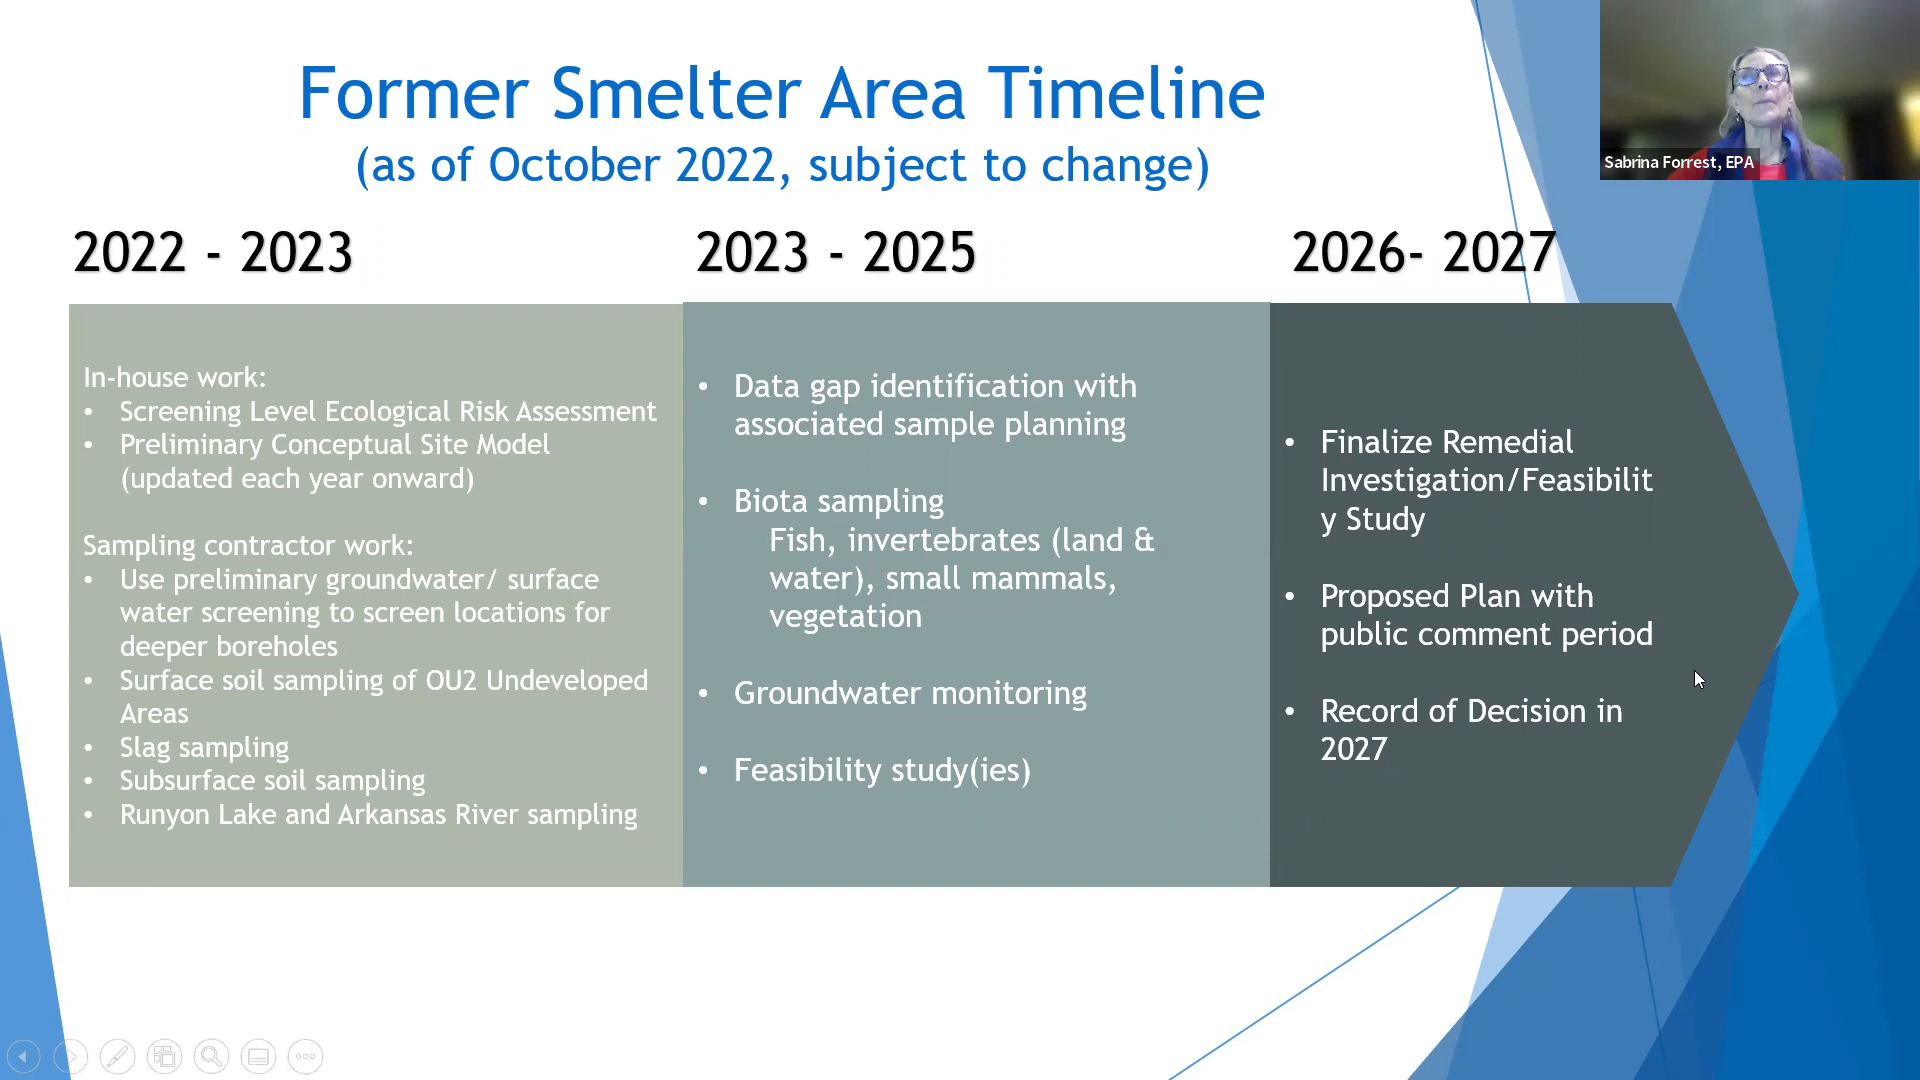 Former Smelter Area Timeline
(as of October 2022, subject to change)
Sabrina Forrest, EPA
2022 - 2023
In-house work:
• Screening Level Ecological Risk Assessment
• Preliminary Conceptual Site Model
(updated each year onward)
Sampling contractor work:
• Use preliminary groundwater/ surface
water screening to screen locations for
deeper boreholes
• Surface soil sampling of OU2 Undeveloped
Areas
• Slag sampling
• Subsurface soil sampling
• Runyon Lake and Arkansas River sampling
2023 - 2025
• Data gap identification with
associated sample planning
• Biota sampling
Fish, invertebrates (land &
water), small mammals,
vegetation
• Groundwater monitoring
• Feasibility study(ies)
2026- 2027
• Finalize Remedial
Investigation/Feasibilit
y Study
• Proposed Plan with
public comment period
• Record of Decision in
2027